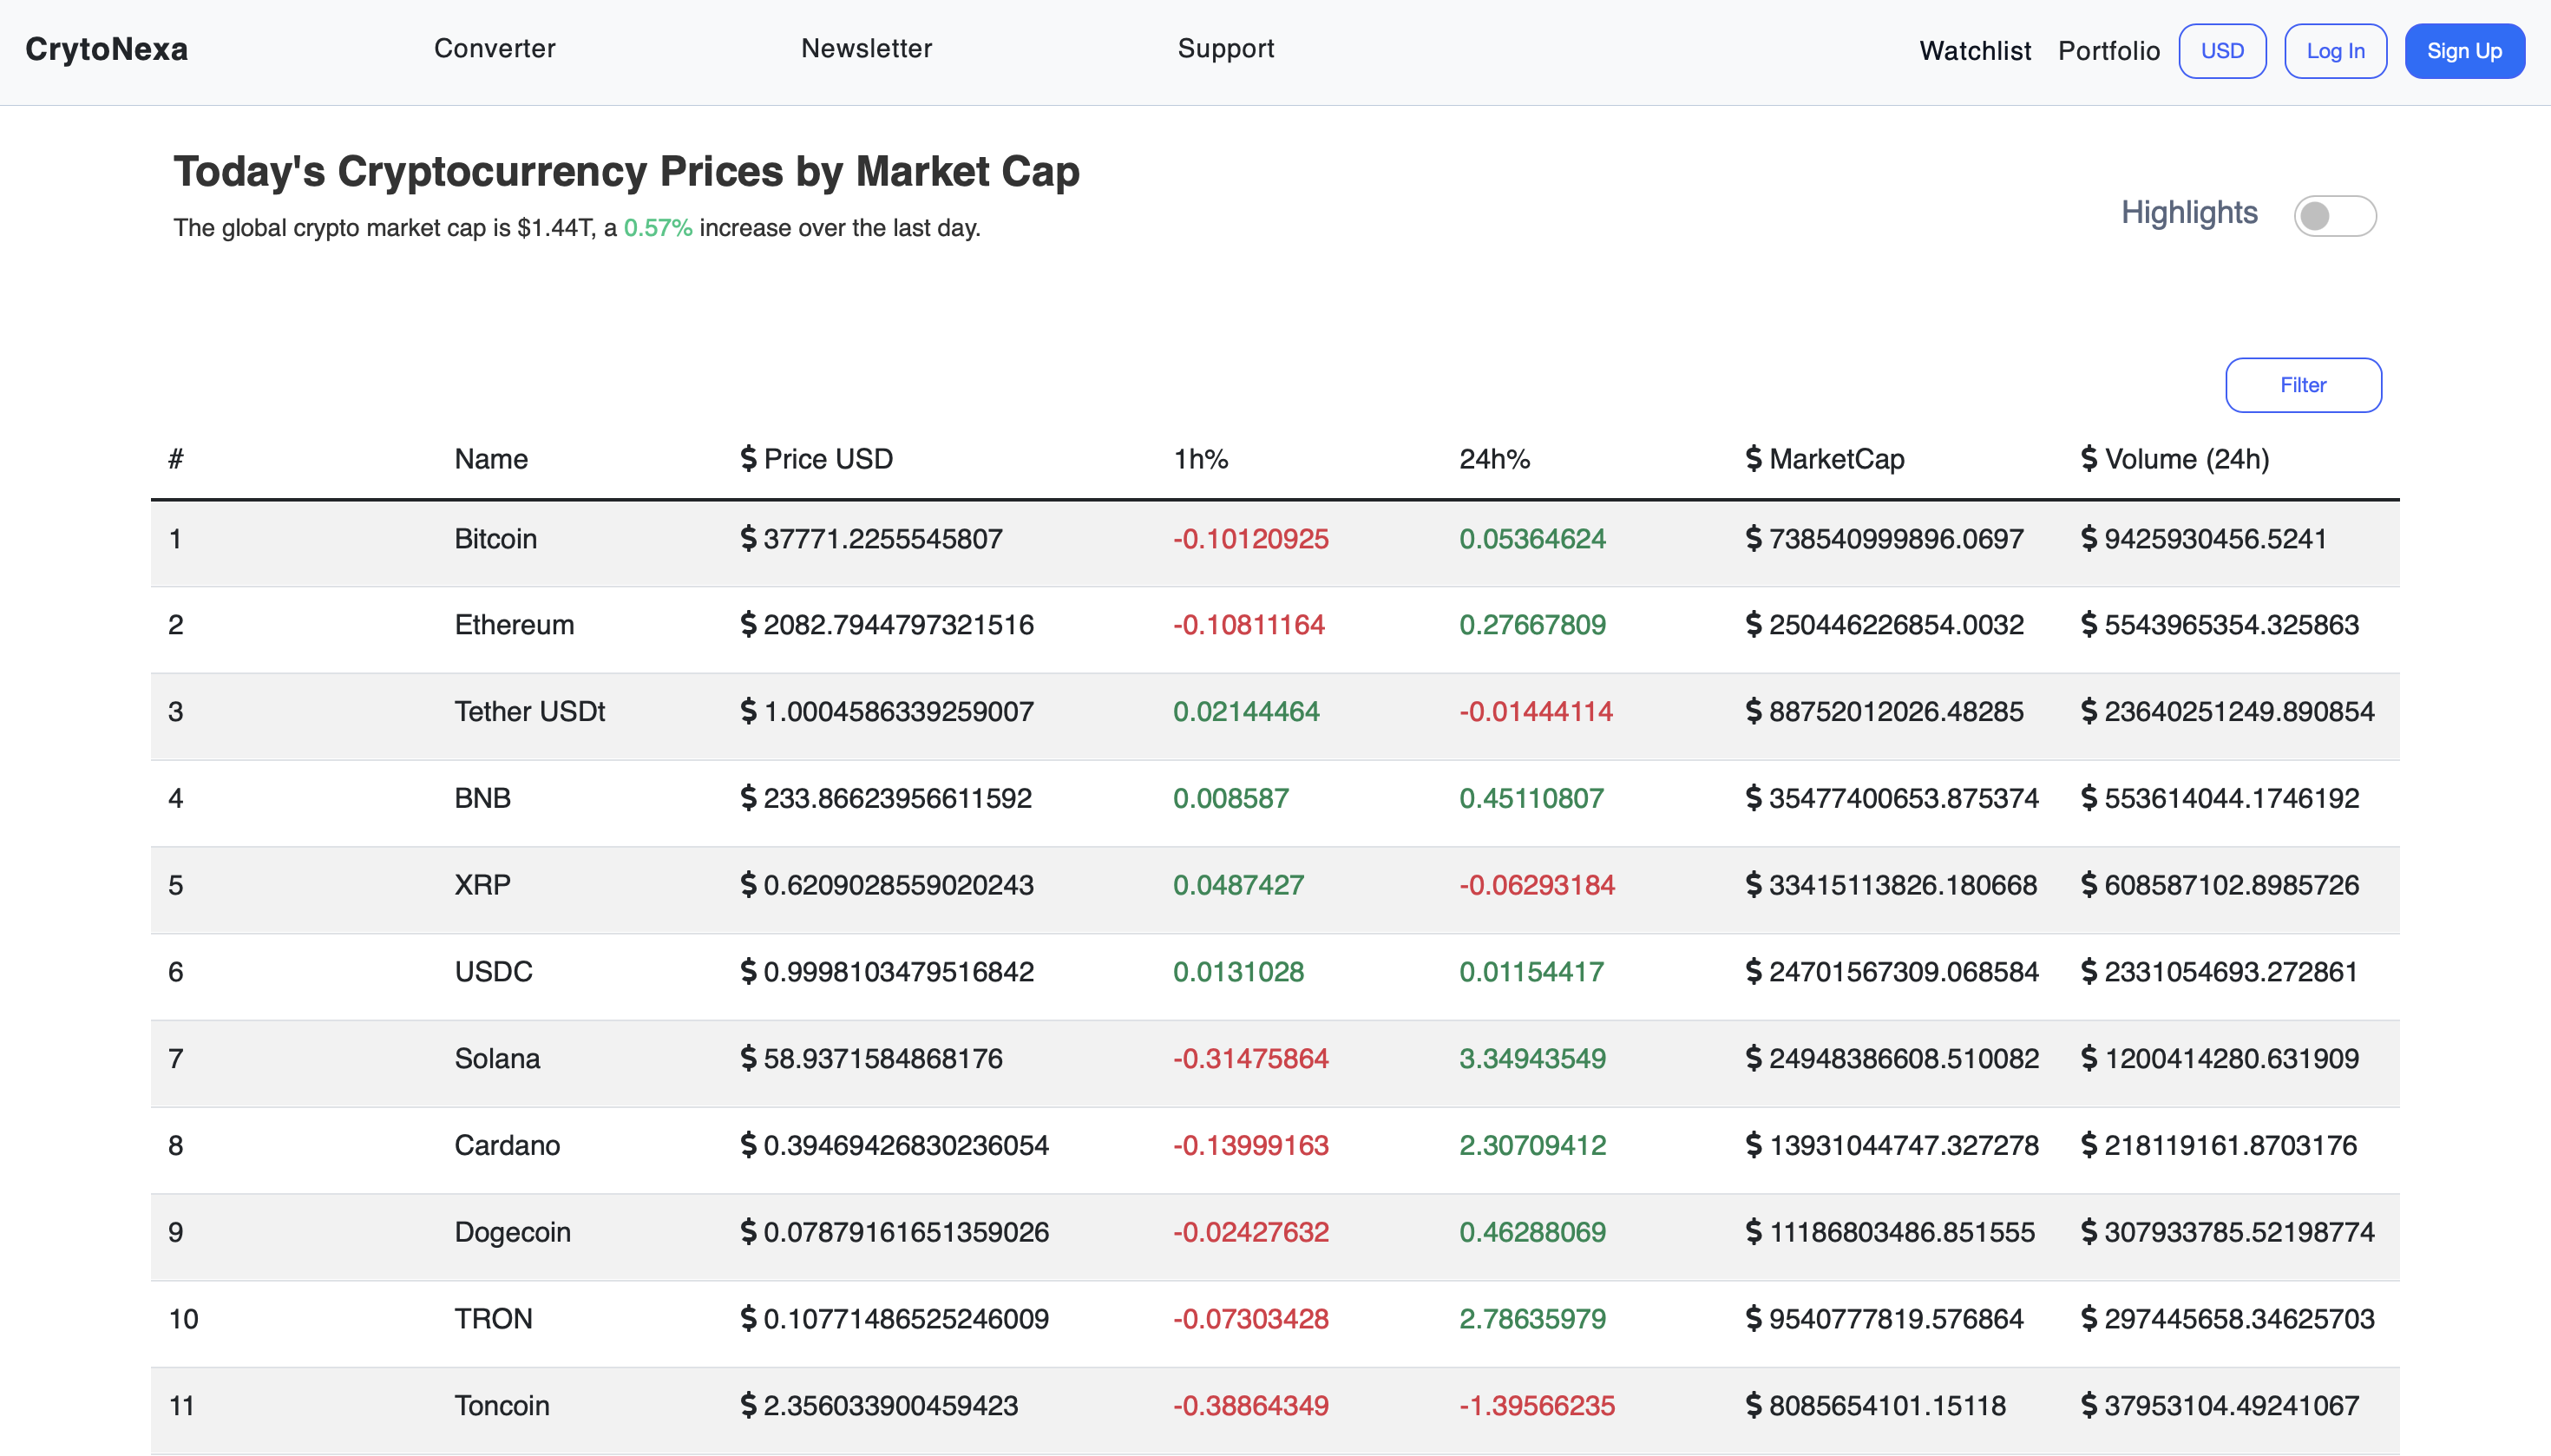 CrytoNexa Converter Newsletter Support Watchlist Portfolio USD Log In Sign Up
Today's Cryptocurrency Prices by Market Cap
The global crypto market cap is $1.44T, a 0.57% increase over the last day.
Highlights
Filter
# Name $ Price USD 1h% 24h% $ MarketCap $ Volume (24h)
1 Bitcoin $ 37771.2255545807 -0.10120925 0.05364624 $ 738540999896.0697 $ 9425930456.5241
2 Ethereum $ 2082.7944797321516 -0.10811164 0.27667809 $ 250446226854.0032 $ 5543965354.325863
3 Tether USDt $ 1.0004586339259007 0.02144464 -0.01444114 $ 88752012026.48285 $ 23640251249.890854
4 BNB $ 233.86623956611592 0.008587 0.45110807 $ 35477400653.875374 $ 553614044.1746192
5 XRP $ 0.6209028559020243 0.0487427 -0.06293184 $ 33415113826.180668 $ 608587102.8985726
6 USDC $ 0.9998103479516842 0.0131028 0.01154417 $ 24701567309.068584 $ 2331054693.272861
7 Solana $ 58.9371584868176 -0.31475864 3.34943549 $ 24948386608.510082 $ 1200414280.631909
8 Cardano $ 0.39469426830236054 -0.13999163 2.30709412 $ 13931044747.327278 $ 218119161.8703176
9 Dogecoin $ 0.07879161651359026 -0.02427632 0.46288069 $ 11186803486.851555 $ 307933785.52198774
10 TRON $ 0.10771486525246009 -0.07303428 2.78635979 $ 9540777819.576864 $ 297445658.34625703
11 Toncoin $ 2.356033900459423 -0.38864349 -1.39566235 $ 8085654101.15118 $ 37953104.49241067